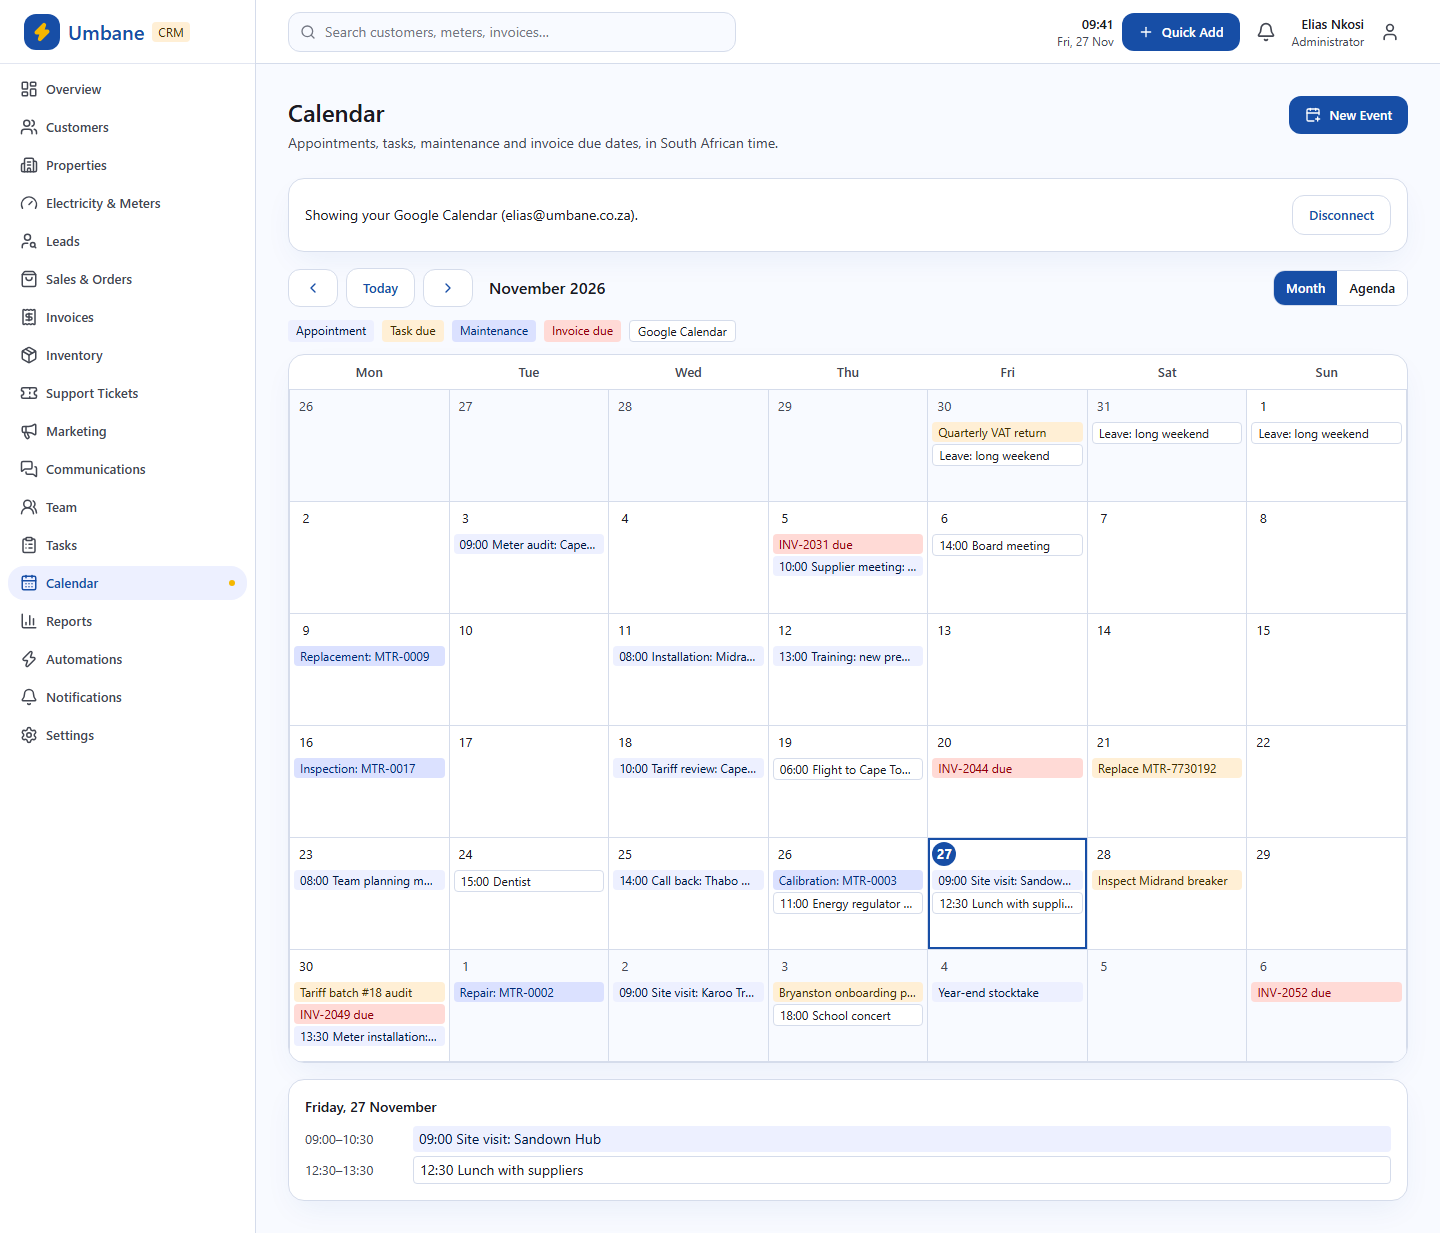 Umbane CRM
Search customers, meters, invoices...
09:41
Fri, 27 Nov
Quick Add
Elias Nkosi
Administrator
Overview
Customers
Properties
Electricity & Meters
Leads
Sales & Orders
Invoices
Inventory
Support Tickets
Marketing
Communications
Team
Tasks
Calendar
Reports
Automations
Notifications
Settings
Calendar
Appointments, tasks, maintenance and invoice due dates, in South African time.
New Event
Showing your Google Calendar (elias@umbane.co.za).
Disconnect
Today
November 2026
Month Agenda
Appointment Task due Maintenance Invoice due Google Calendar
Mon Tue Wed Thu Fri Sat Sun
26 27 28 29 30 31 1
Quarterly VAT return
Leave: long weekend
Leave: long weekend
Leave: long weekend
2 3 4 5 6 7 8
09:00 Meter audit: Cape...
INV-2031 due
10:00 Supplier meeting: ...
14:00 Board meeting
9 10 11 12 13 14 15
Replacement: MTR-0009
08:00 Installation: Midra...
13:00 Training: new pre...
16 17 18 19 20 21 22
Inspection: MTR-0017
10:00 Tariff review: Cape...
06:00 Flight to Cape To...
INV-2044 due
Replace MTR-7730192
23 24 25 26 27 28 29
08:00 Team planning m...
15:00 Dentist
14:00 Call back: Thabo ...
Calibration: MTR-0003
11:00 Energy regulator ...
09:00 Site visit: Sandow...
12:30 Lunch with suppli...
Inspect Midrand breaker
30 1 2 3 4 5 6
Tariff batch #18 audit
INV-2049 due
13:30 Meter installation:...
Repair: MTR-0002
09:00 Site visit: Karoo Tr...
Bryanston onboarding p...
18:00 School concert
Year-end stocktake
INV-2052 due
Friday, 27 November
09:00–10:30 09:00 Site visit: Sandown Hub
12:30–13:30 12:30 Lunch with suppliers